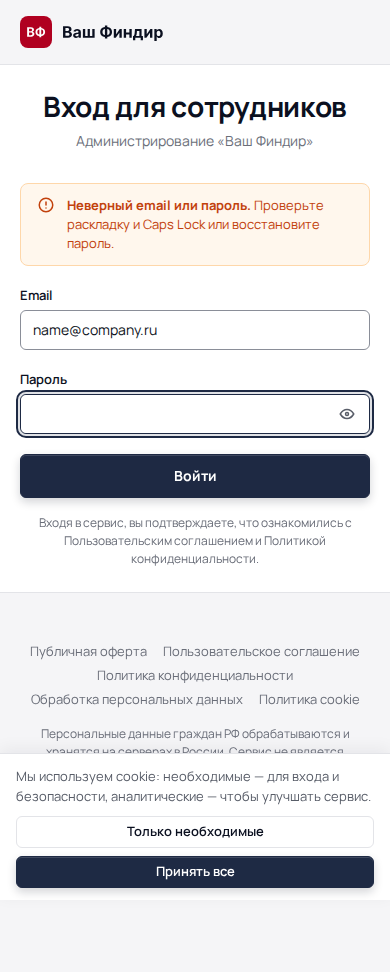 ВФ Ваш Финдир
Вход для сотрудников
Администрирование «Ваш Финдир»
Неверный email или пароль. Проверьте
раскладку и Caps Lock или восстановите
пароль.
Email
name@company.ru
Пароль
Войти
Входя в сервис, вы подтверждаете, что ознакомились с
Пользовательским соглашением и Политикой
конфиденциальности.
Публичная оферта Пользовательское соглашение
Политика конфиденциальности
Обработка персональных данных Политика cookie
Персональные данные граждан РФ обрабатываются и
хранятся на серверах в России. Сервис не является
Мы используем cookie: необходимые — для входа и
безопасности, аналитические — чтобы улучшать сервис.
Только необходимые
Принять все